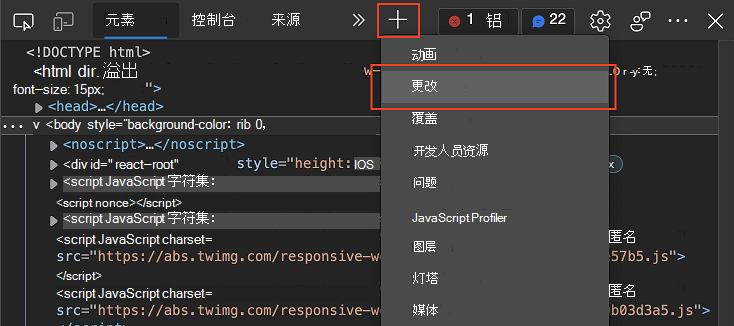 元素 控制台 来源 1 铝 22
<!DOCTYPE html>
动画
<html dir.溢出 w- or-y:无;
font-size: 15px; ">
更改
<head>…</head>
覆盖
… v <body style="background-color: rib 0,
<noscript>…</noscript>
开发人员资源
<div id=" react-root" style="height: IOS x
问题
<script JavaScript 字符集:
<script nonce></script>
<script JavaScript 字符集:
JavaScript Profiler
<script JavaScript charset= 匿名
图层
src="https://abs.twimg.com/responsive-w e57b5.js">
</script>
灯塔
<script JavaScript charset= 匿名
src="https://abs.twimg.com/responsive-w b03d3a5.js">
媒体